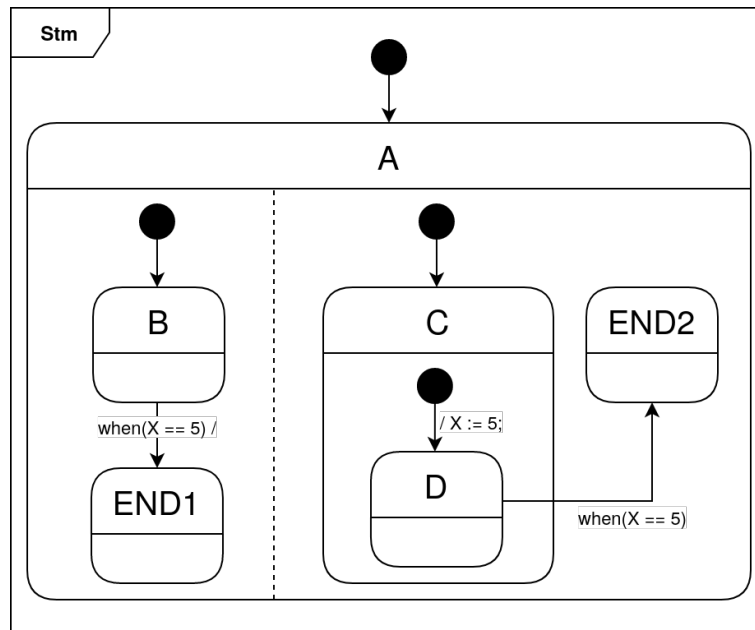 Stm
A
B
C
END2
when(X == 5) /
/ X := 5;
END1
D
when(X == 5)